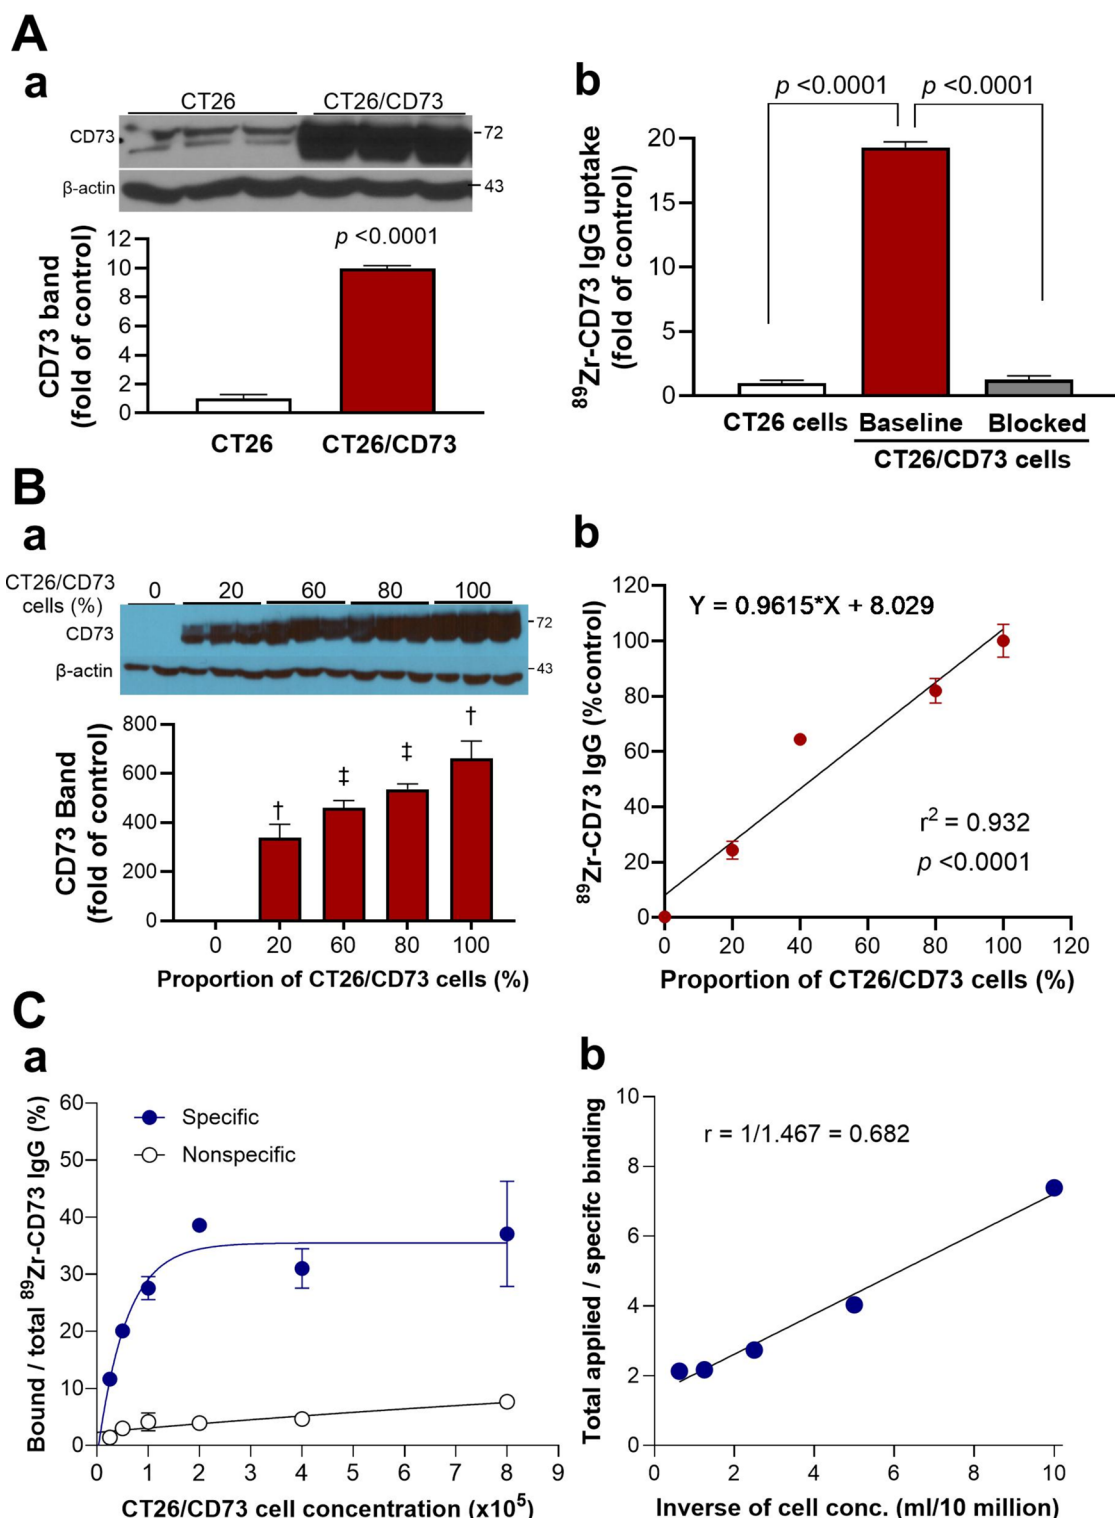 A
a
CT26
CT26/CD73
CD73
-72
β-actin
43
CD73 band
(fold of control)
12
10
8
6
4
2
0
p <0.0001
CT26
CT26/CD73
b
p <0.0001
p <0.0001
⁸⁹Zr-CD73 IgG uptake
(fold of control)
20
15
10
5
0
CT26 cells
Baseline
Blocked
CT26/CD73 cells
B
a
CT26/CD73
cells (%)
0
20
60
80
100
CD73
72
β-actin
43
CD73 Band
(fold of control)
800
600
400
200
0
†
‡
‡
†
0
20
60
80
100
Proportion of CT26/CD73 cells (%)
b
⁸⁹Zr-CD73 IgG (%control)
120
100
80
60
40
20
0
Y = 0.9615*X + 8.029
r² = 0.932
p <0.0001
0
20
40
60
80
100
120
Proportion of CT26/CD73 cells (%)
C
a
Bound / total ⁸⁹Zr-CD73 IgG (%)
60
50
40
30
20
10
0
Specific
Nonspecific
0
1
2
3
4
5
6
7
8
9
CT26/CD73 cell concentration (x10⁵)
b
Total applied / specifc binding
10
8
6
4
2
0
r = 1/1.467 = 0.682
0
2
4
6
8
10
Inverse of cell conc. (ml/10 million)